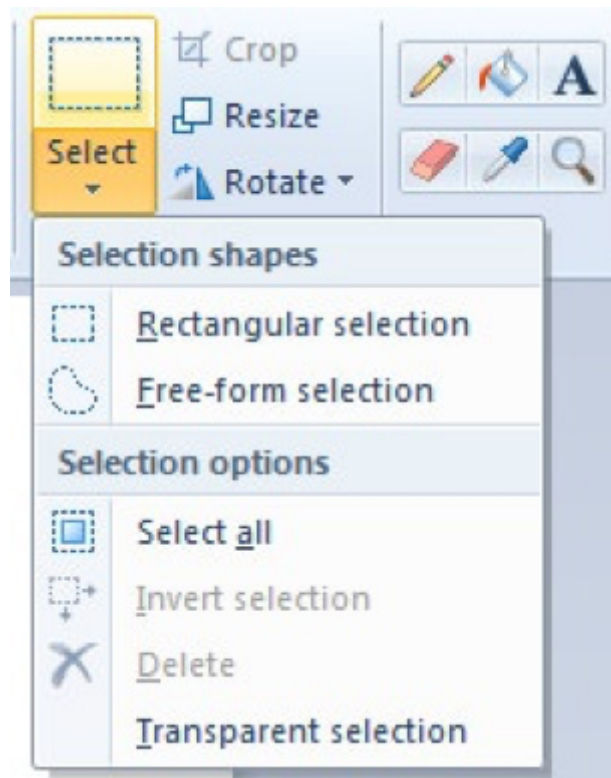 Crop
Resize
Select
Rotate
A
Selection shapes
Rectangular selection
Free-form selection
Selection options
Select all
Invert selection
Delete
Transparent selection